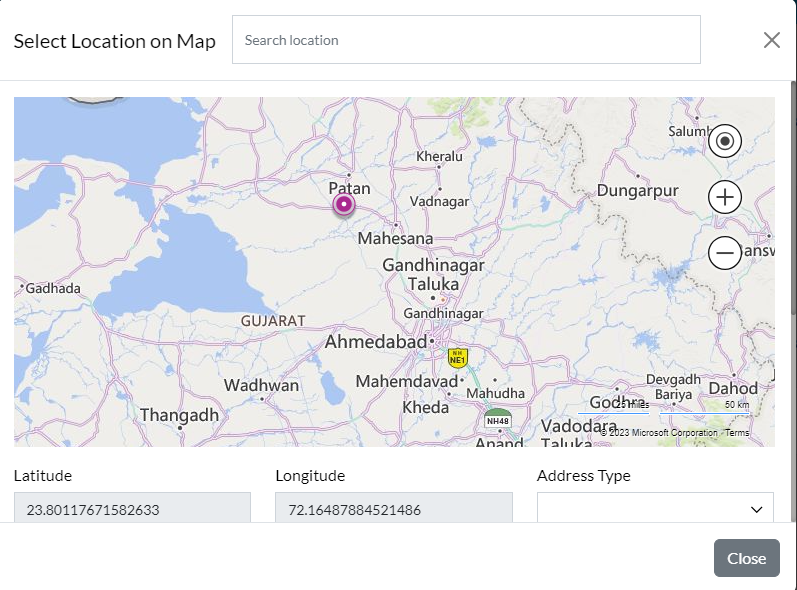 Select Location on Map
Search location
Salumb
Kheralu
Patan
Dungarpur
Vadnagar
Mahesana
Gandhinagar
Taluka
Gadhada
Gandhinagar
GUJARAT
Ahmedabad
NH
NE1
Wadhwan
Mahemdavad
Mahudha
Devgadh
Bariya
Dahod
Kheda
Godhra
25 miles
50 km
Thangadh
NH48
Vadodara
Taluka
© 2023 Microsoft Corporation
Terms
Anand
Latitude
Longitude
Address Type
23.80117671582633
72.16487884521486
Close